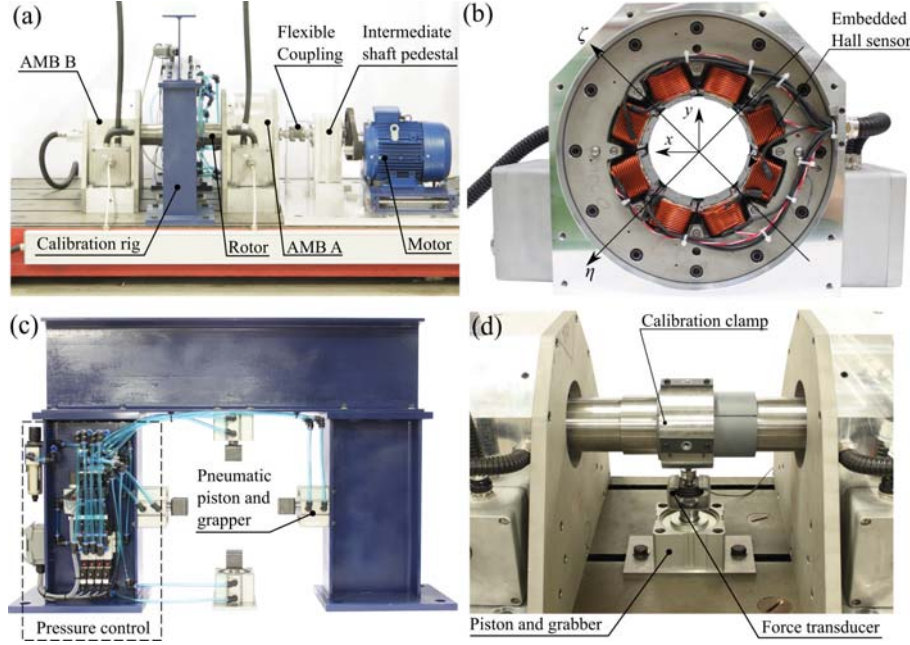 (a)
AMB B
Flexible
Coupling
Intermediate
shaft pedestal
Calibration rig
Rotor
AMB A
Motor
(b)
Embedded
Hall sensor
ζ
y
x
η
(c)
Pneumatic
piston and
grapper
Pressure control
(d)
Calibration clamp
Piston and grabber
Force transducer